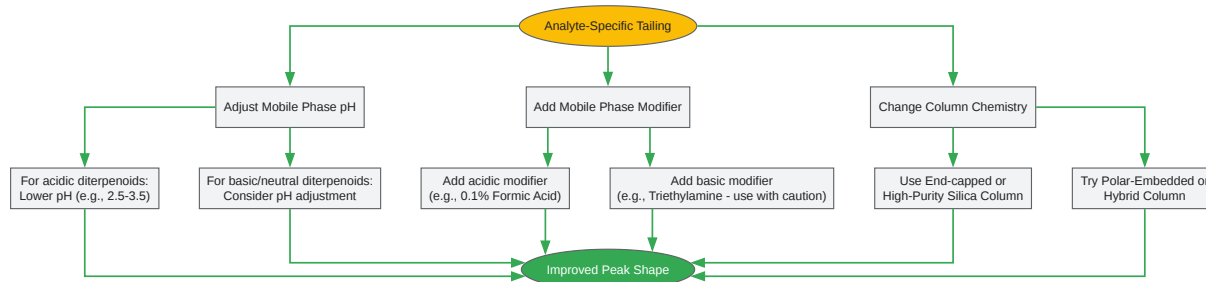 Analyte-Specific Tailing
Adjust Mobile Phase pH
Add Mobile Phase Modifier
Change Column Chemistry
For acidic diterpenoids:
Lower pH (e.g., 2.5-3.5)
For basic/neutral diterpenoids:
Consider pH adjustment
Add acidic modifier
(e.g., 0.1% Formic Acid)
Add basic modifier
(e.g., Triethylamine - use with caution)
Use End-capped or
High-Purity Silica Column
Try Polar-Embedded or
Hybrid Column
Improved Peak Shape